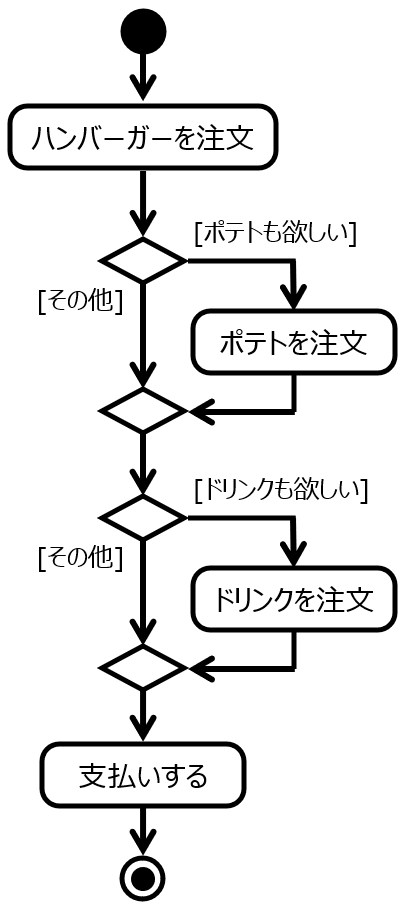 ハンバーガーを注文
[ポテトも欲しい]
[その他]
ポテトを注文
[ドリンクも欲しい]
[その他]
ドリンクを注文
支払いする